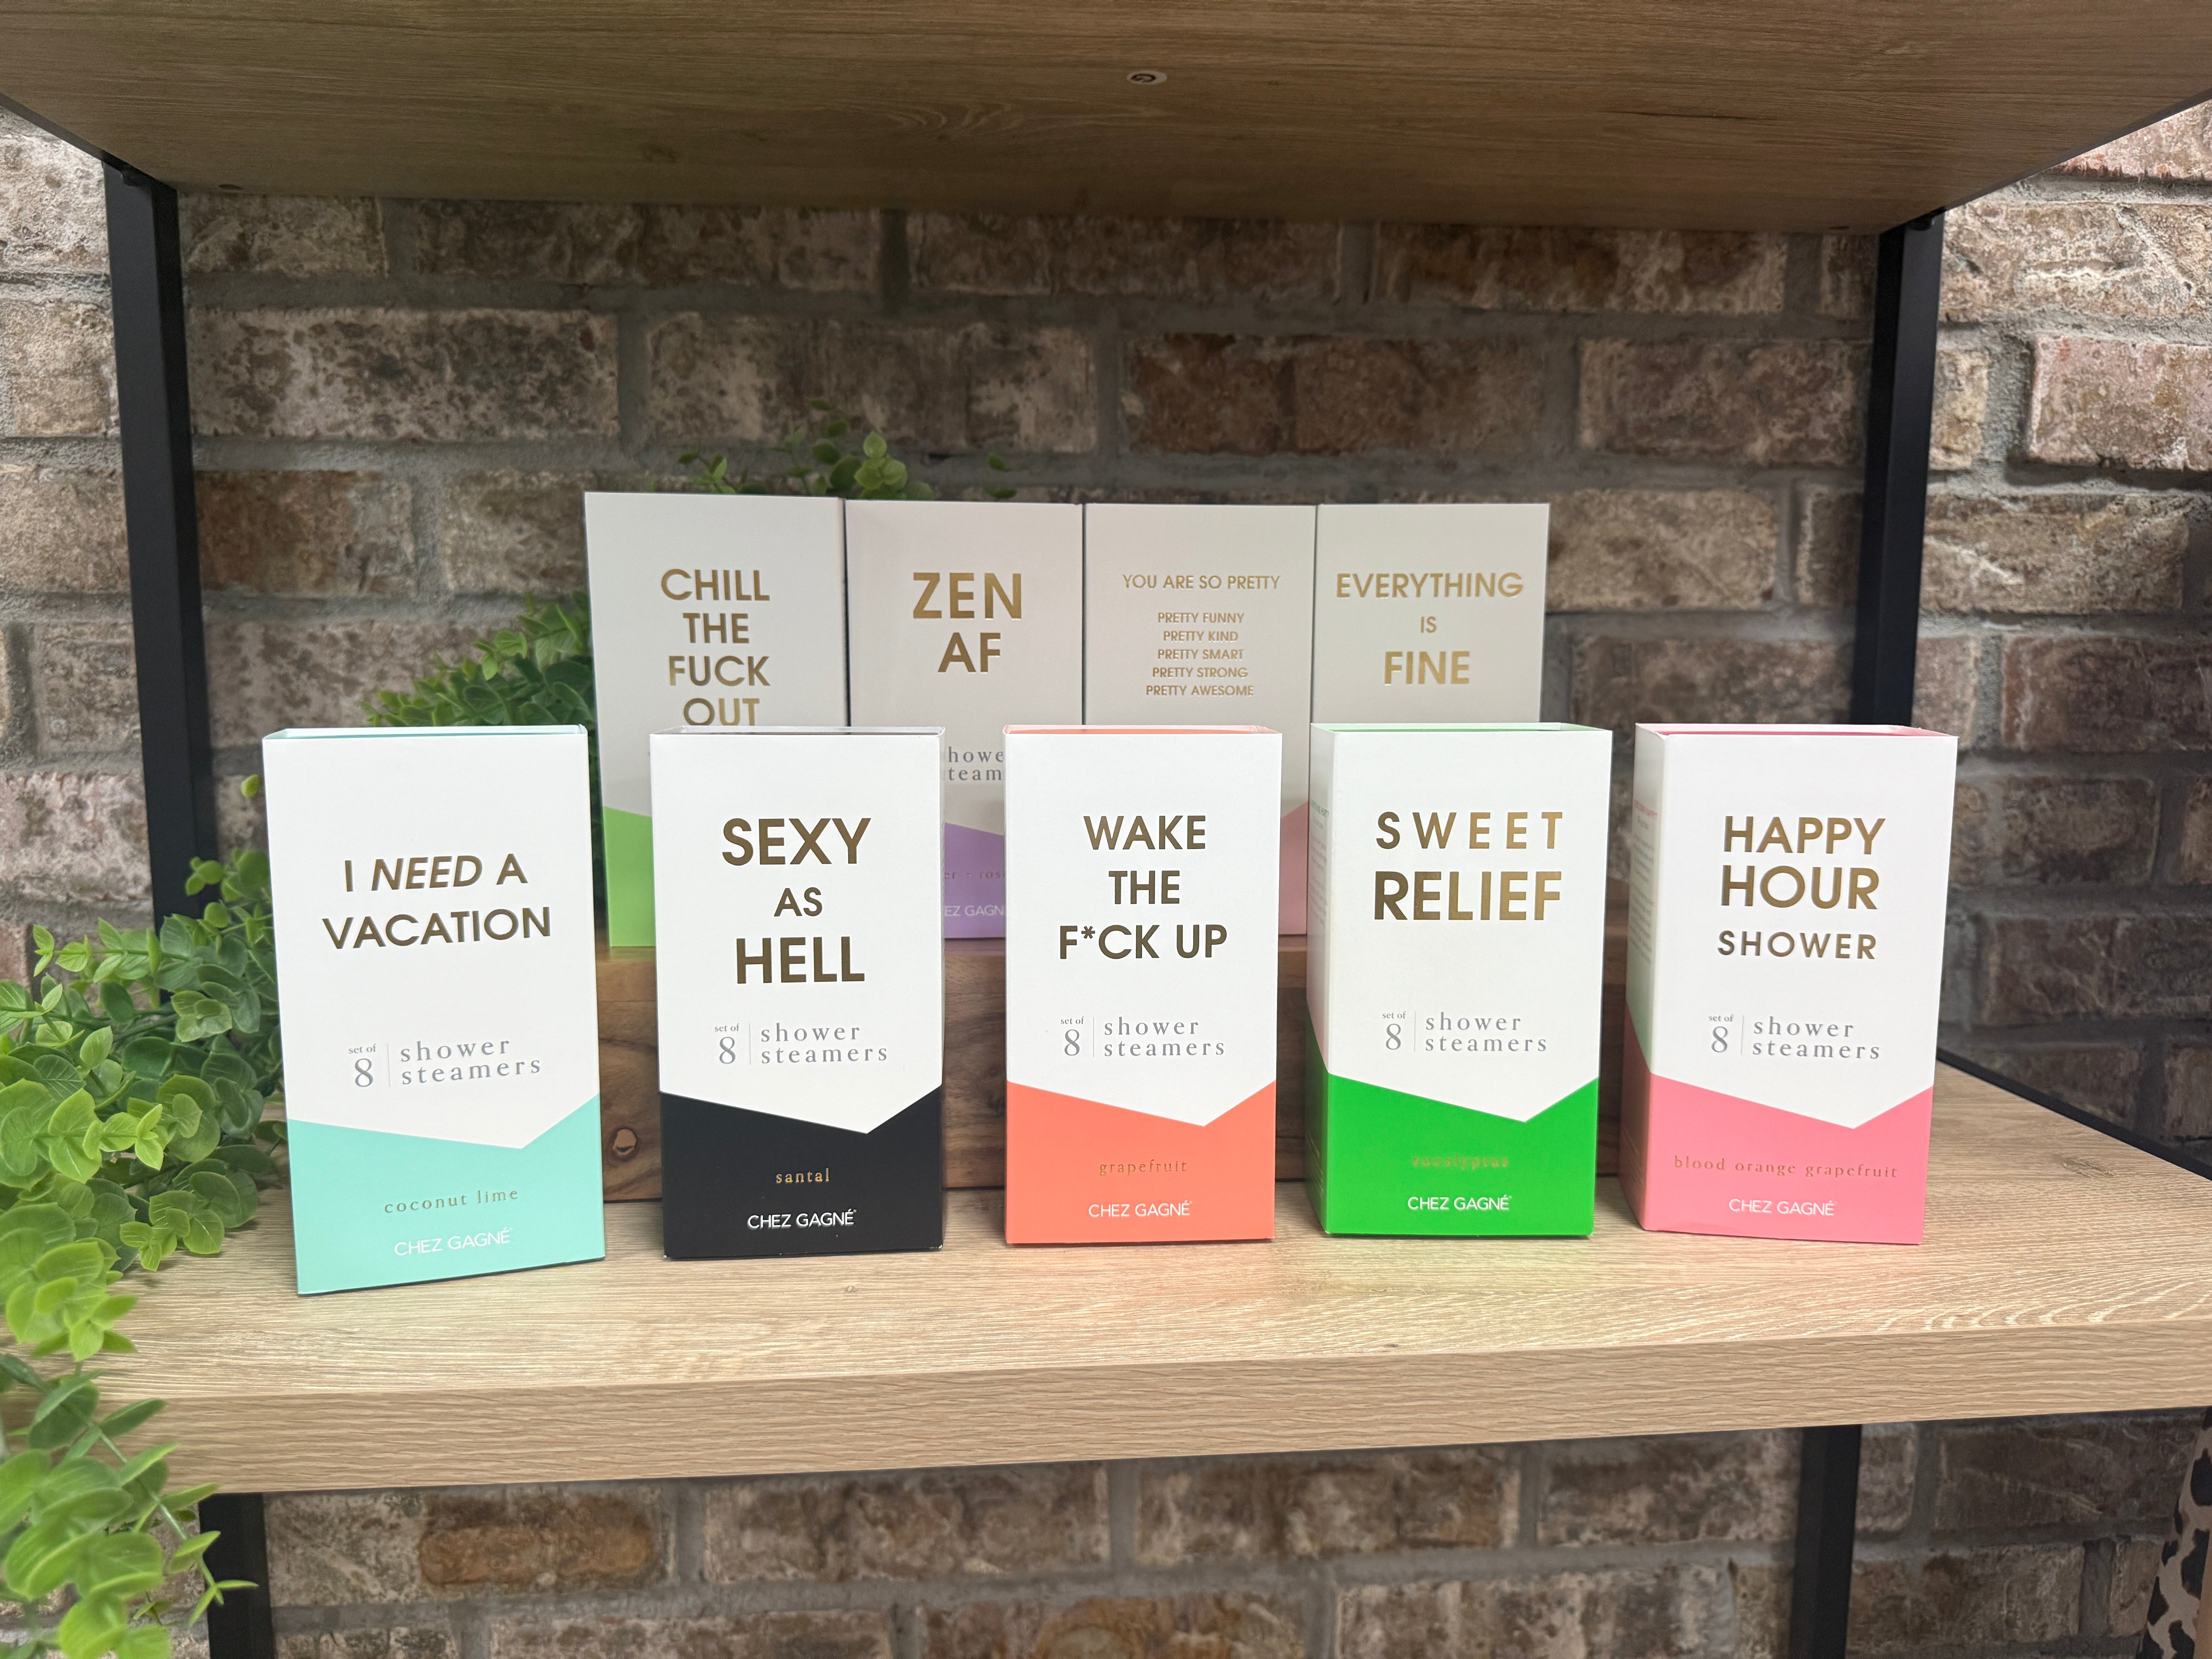 CHILL
THE
FUCK
OUT
ZEN
AF
YOU ARE SO PRETTY
PRETTY FUNNY
PRETTY KIND
PRETTY SMART
PRETTY STRONG
PRETTY AWESOME
EVERYTHING
IS
FINE
I NEED A
VACATION
set of
8
shower
steamers
coconut lime
CHEZ GAGNÉ
SEXY
AS
HELL
set of
8
shower
steamers
santal
CHEZ GAGNÉ
WAKE
THE
F*CK UP
set of
8
shower
steamers
grapefruit
CHEZ GAGNÉ
SWEET
RELIEF
set of
8
shower
steamers
eucalyptus
CHEZ GAGNÉ
HAPPY
HOUR
SHOWER
set of
8
shower
steamers
blood orange grapefruit
CHEZ GAGNÉ